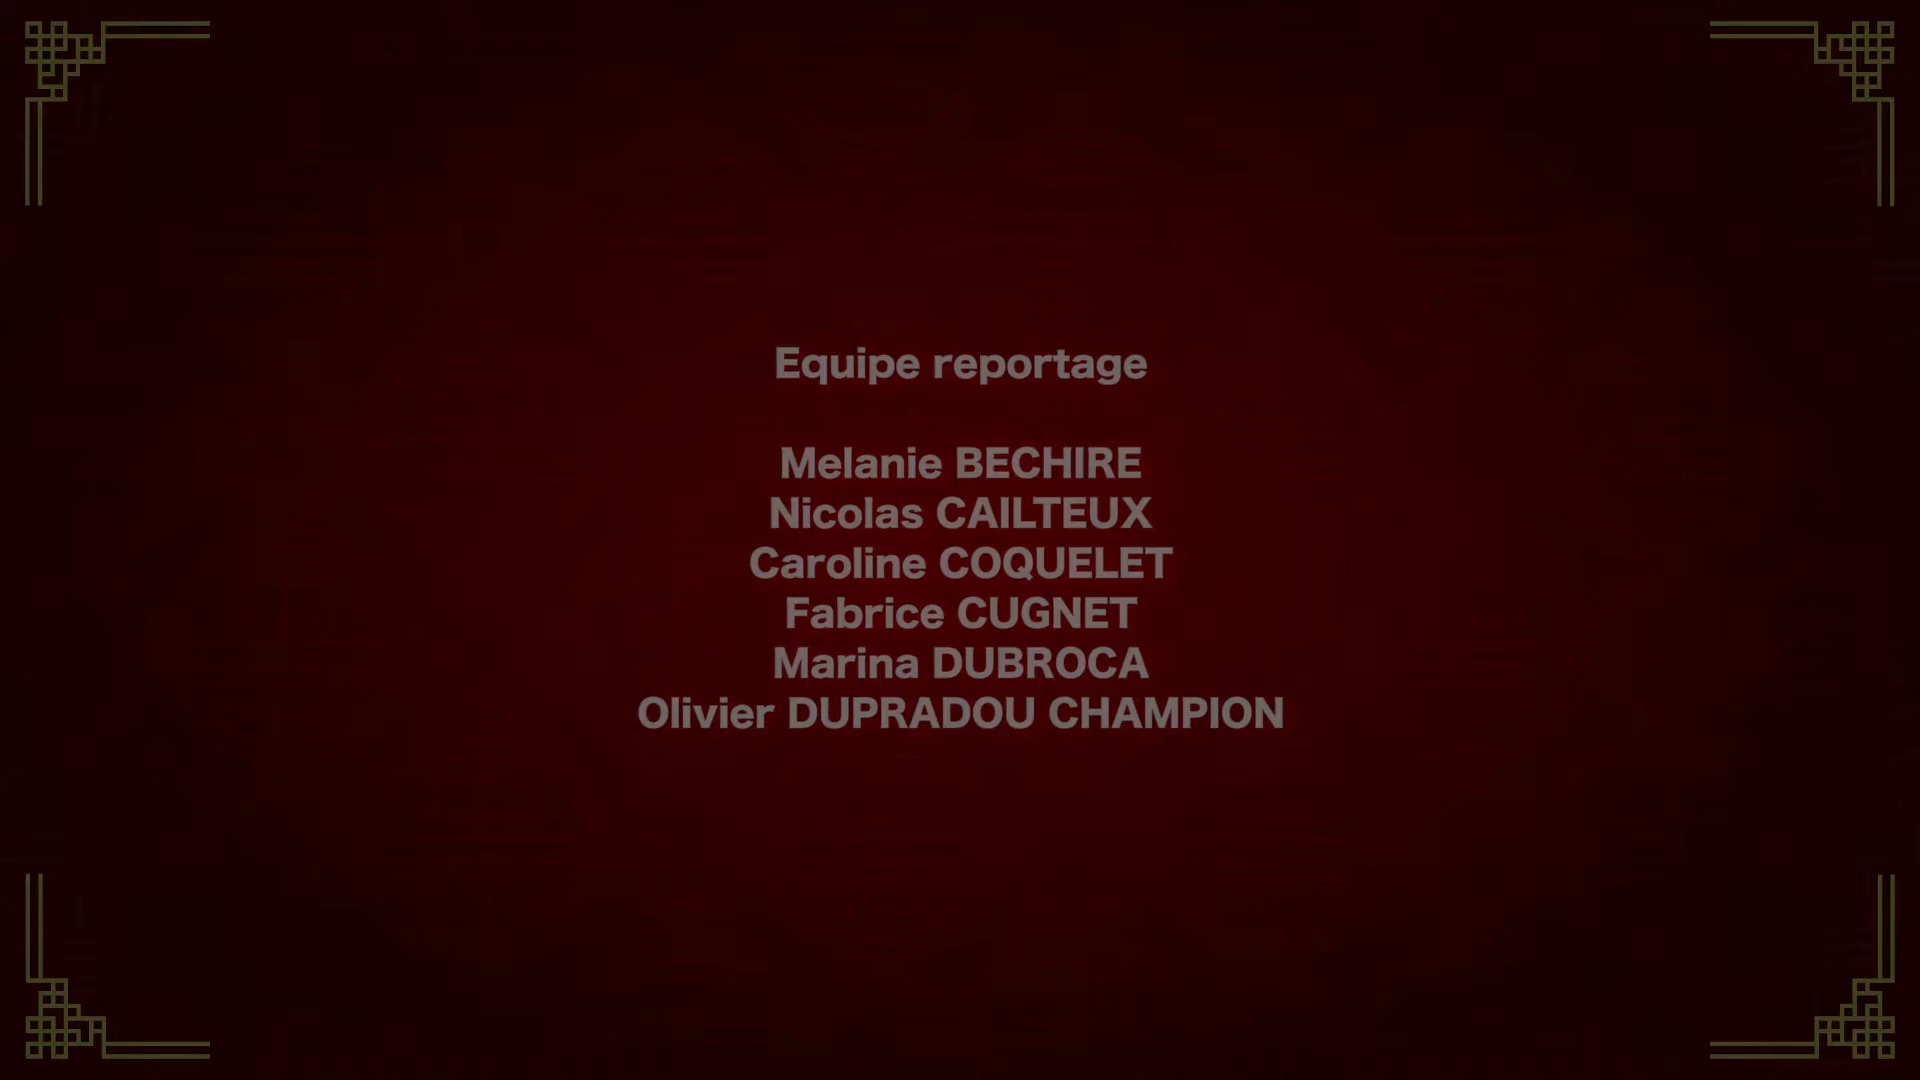 Equipe reportage
Melanie BECHIRE
Nicolas CAILTEUX
Caroline COQUELET
Fabrice CUGNET
Marina DUBROCA
Olivier DUPRADOU CHAMPION